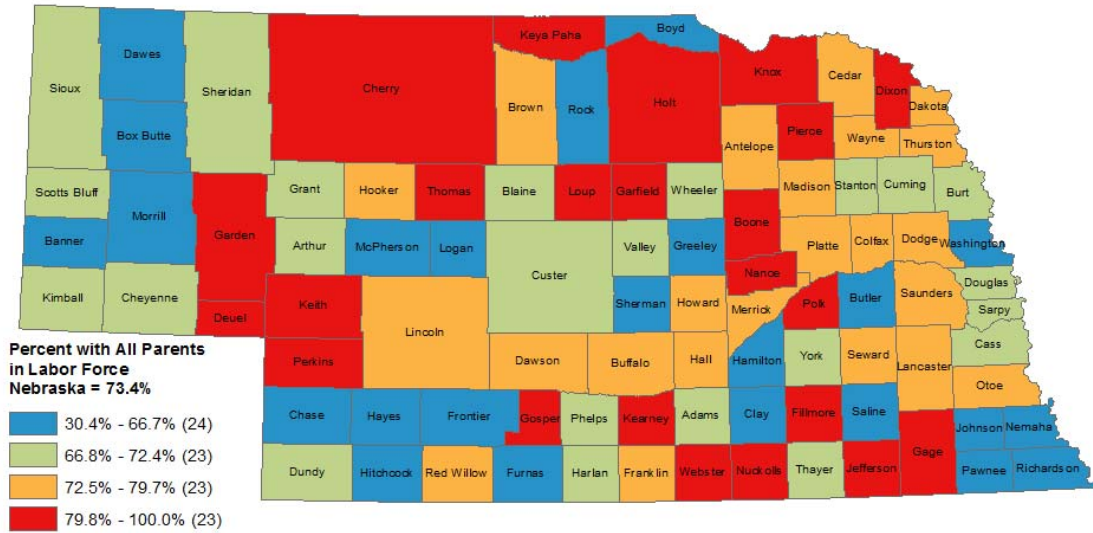 Keya Paha
Boyd
Dawes
Knox
Cedar
Sioux
Sheridan
Cherry
Dixon
Brown
Rock
Holt
Dakota
Box Butte
Pierce
Wayne
Thurston
Antelope
Scotts Bluff
Grant
Hooker
Thomas
Blaine
Loup
Garfield
Wheeler
Madison
Stanton
Cuming
Burt
Morrill
Boone
Banner
Garden
Arthur
McPherson
Logan
Valley
Greeley
Platte
Colfax
Dodge
Washington
Custer
Nance
Kimball
Cheyenne
Keith
Sherman
Howard
Merrick
Polk
Butler
Saunders
Douglas
Sarpy
Deuel
Lincoln
Perkins
Dawson
Buffalo
Hall
Hamilton
York
Seward
Lancaster
Cass
Otoe
Chase
Hayes
Frontier
Gosper
Phelps
Kearney
Adams
Clay
Fillmore
Saline
Johnson
Nemaha
Gage
Dundy
Hitchcock
Red Willow
Furnas
Harlan
Franklin
Webster
Nuckolls
Thayer
Jefferson
Pawnee
Richardson
Percent with All Parents
in Labor Force
Nebraska = 73.4%
30.4% - 66.7% (24)
66.8% - 72.4% (23)
72.5% - 79.7% (23)
79.8% - 100.0% (23)